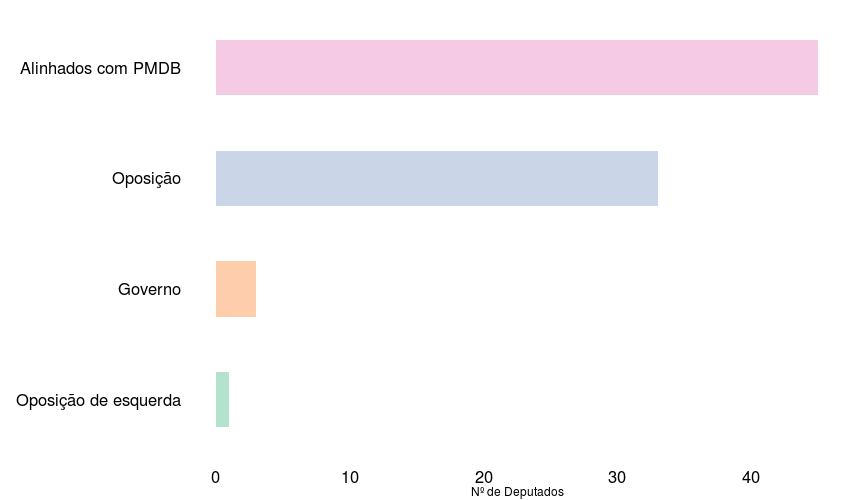 Alinhados com PMDB
Oposição
Governo
Oposição de esquerda
0 10 20 30 40
Nº de Deputados